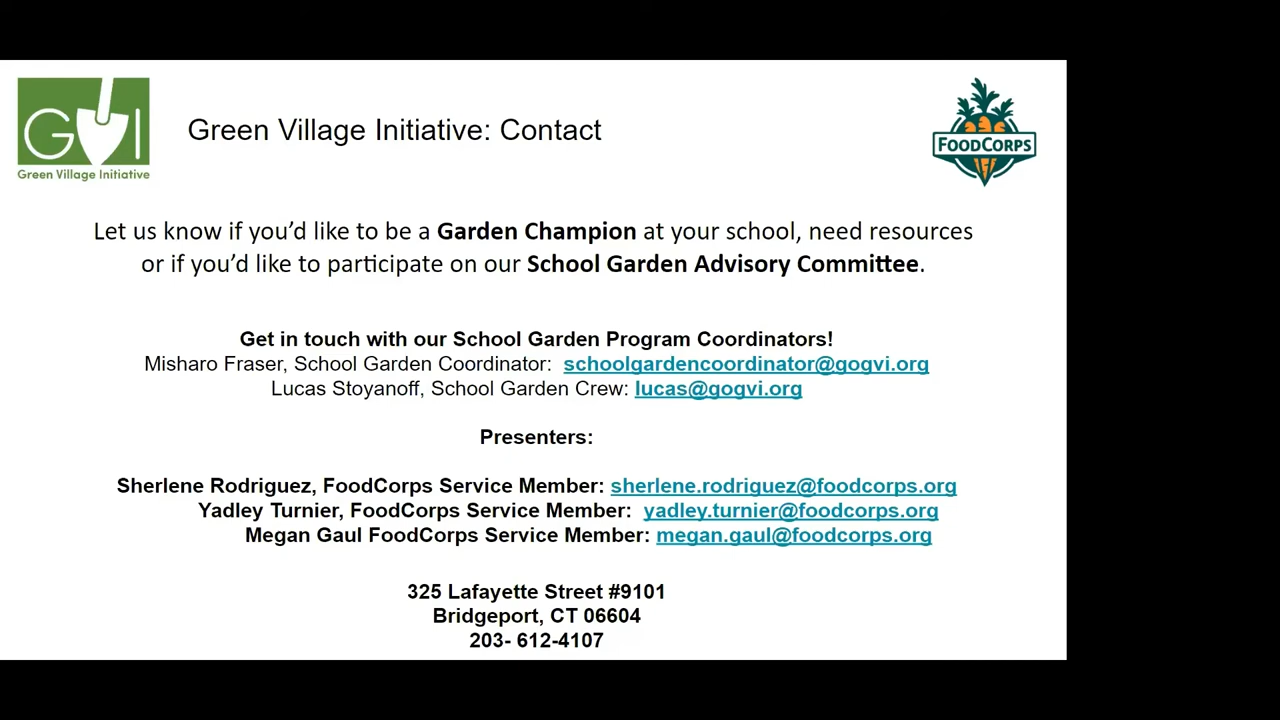 GVI
Green Village Initiative
Green Village Initiative: Contact
FOODCORPS
Let us know if you’d like to be a Garden Champion at your school, need resources
or if you’d like to participate on our School Garden Advisory Committee.
Get in touch with our School Garden Program Coordinators!
Misharo Fraser, School Garden Coordinator: schoolgardencoordinator@gogvi.org
Lucas Stoyanoff, School Garden Crew: lucas@gogvi.org
Presenters:
Sherlene Rodriguez, FoodCorps Service Member: sherlene.rodriguez@foodcorps.org
Yadley Turnier, FoodCorps Service Member: yadley.turnier@foodcorps.org
Megan Gaul FoodCorps Service Member: megan.gaul@foodcorps.org
325 Lafayette Street #9101
Bridgeport, CT 06604
203- 612-4107